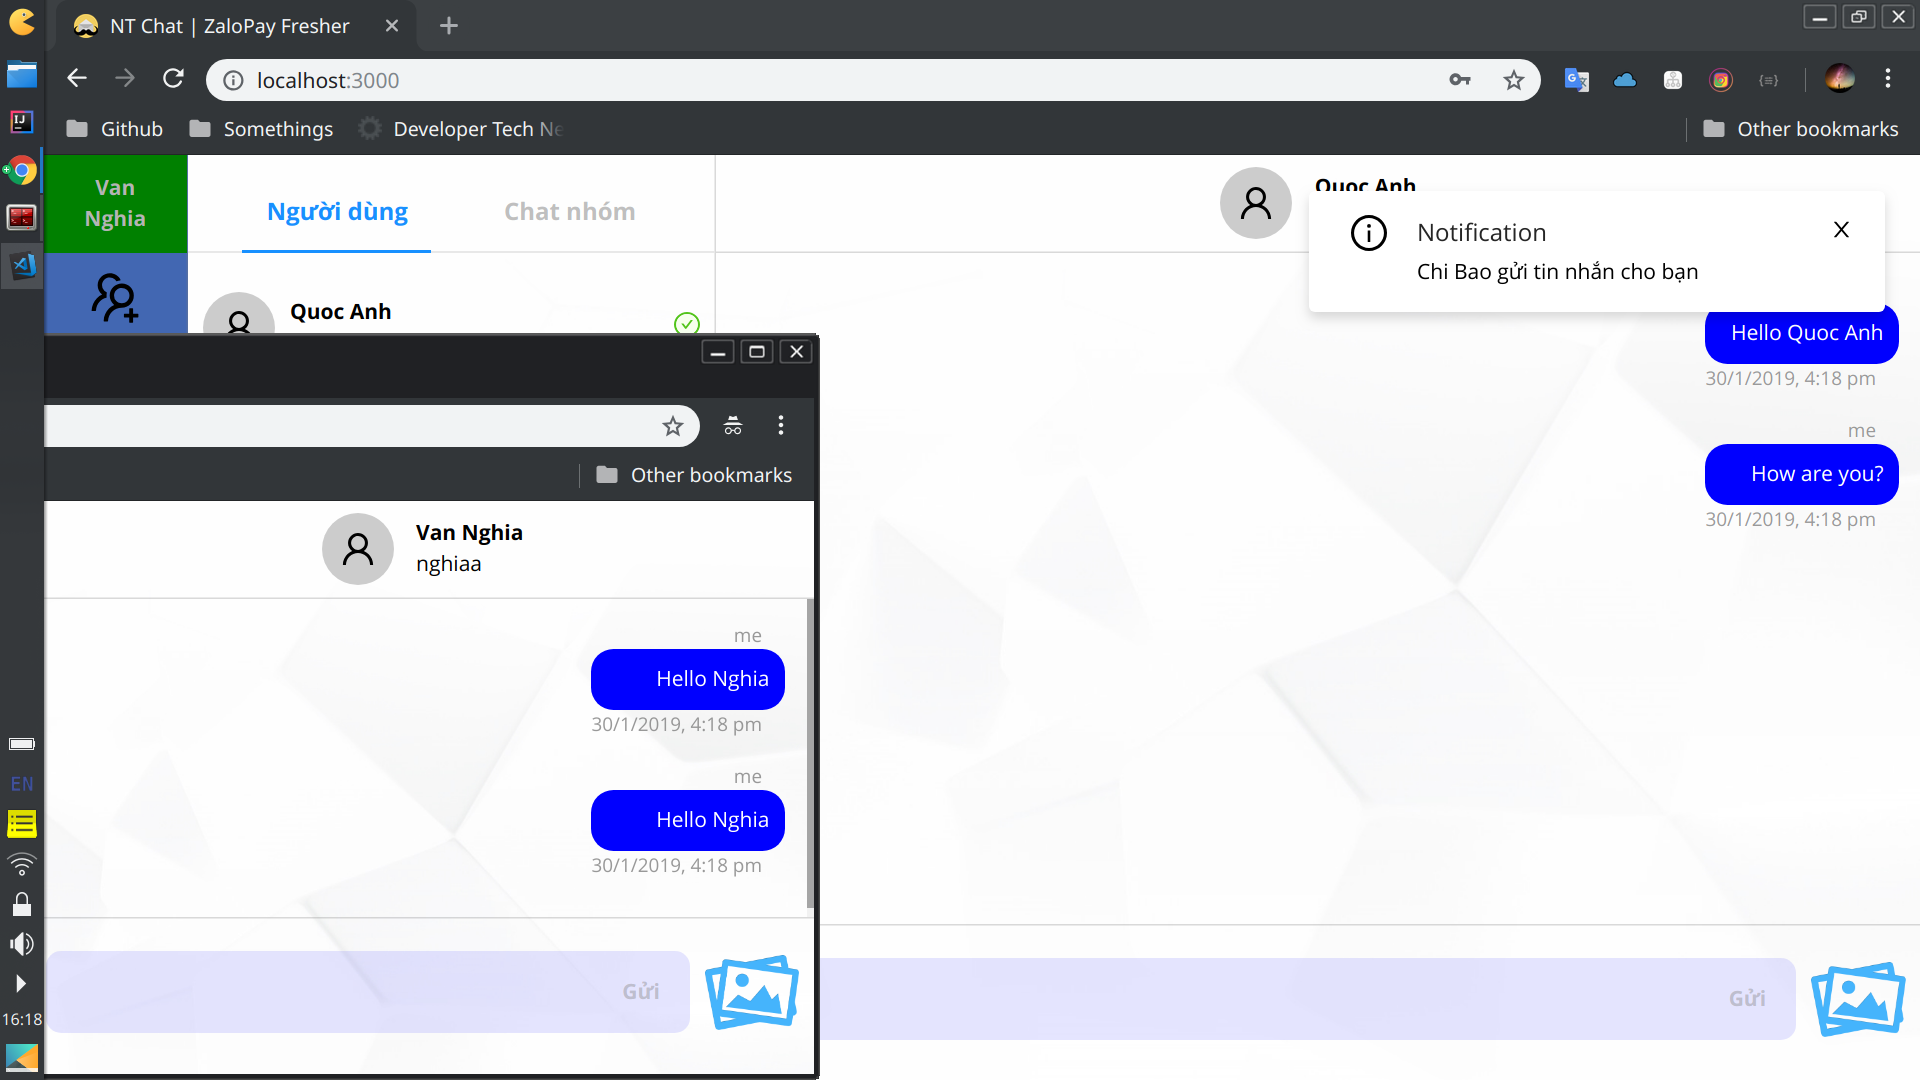 NT Chat | ZaloPay Fresher
localhost:3000
Github
Somethings
Developer Tech Ne
Other bookmarks
Van
Nghia
Người dùng
Chat nhóm
Quoc Anh
Quoc Anh
Notification
Chi Bao gửi tin nhắn cho bạn
Hello Quoc Anh
30/1/2019, 4:18 pm
me
How are you?
30/1/2019, 4:18 pm
Other bookmarks
Van Nghia
nghiaa
me
Hello Nghia
30/1/2019, 4:18 pm
me
Hello Nghia
30/1/2019, 4:18 pm
Gửi
Gửi
IJ
EN
16:18